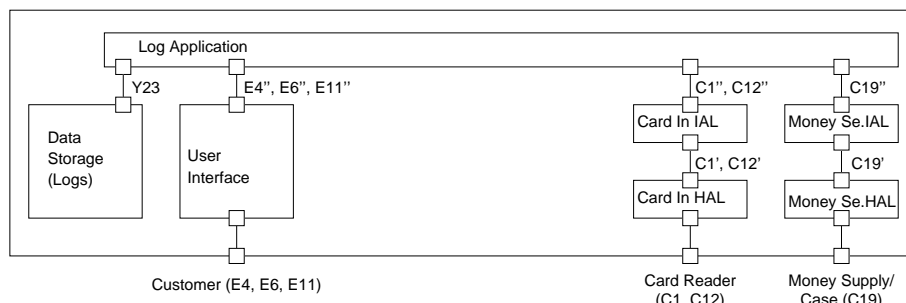 Log Application
Y23
E4'', E6'', E11''
C1'', C12''
C19''
Data
Storage
(Logs)
User
Interface
Card In IAL
Money Se.IAL
C1', C12'
C19'
Card In HAL
Money Se.HAL
Customer (E4, E6, E11)
Card Reader
(C1, C12)
Money Supply/
Case (C19)